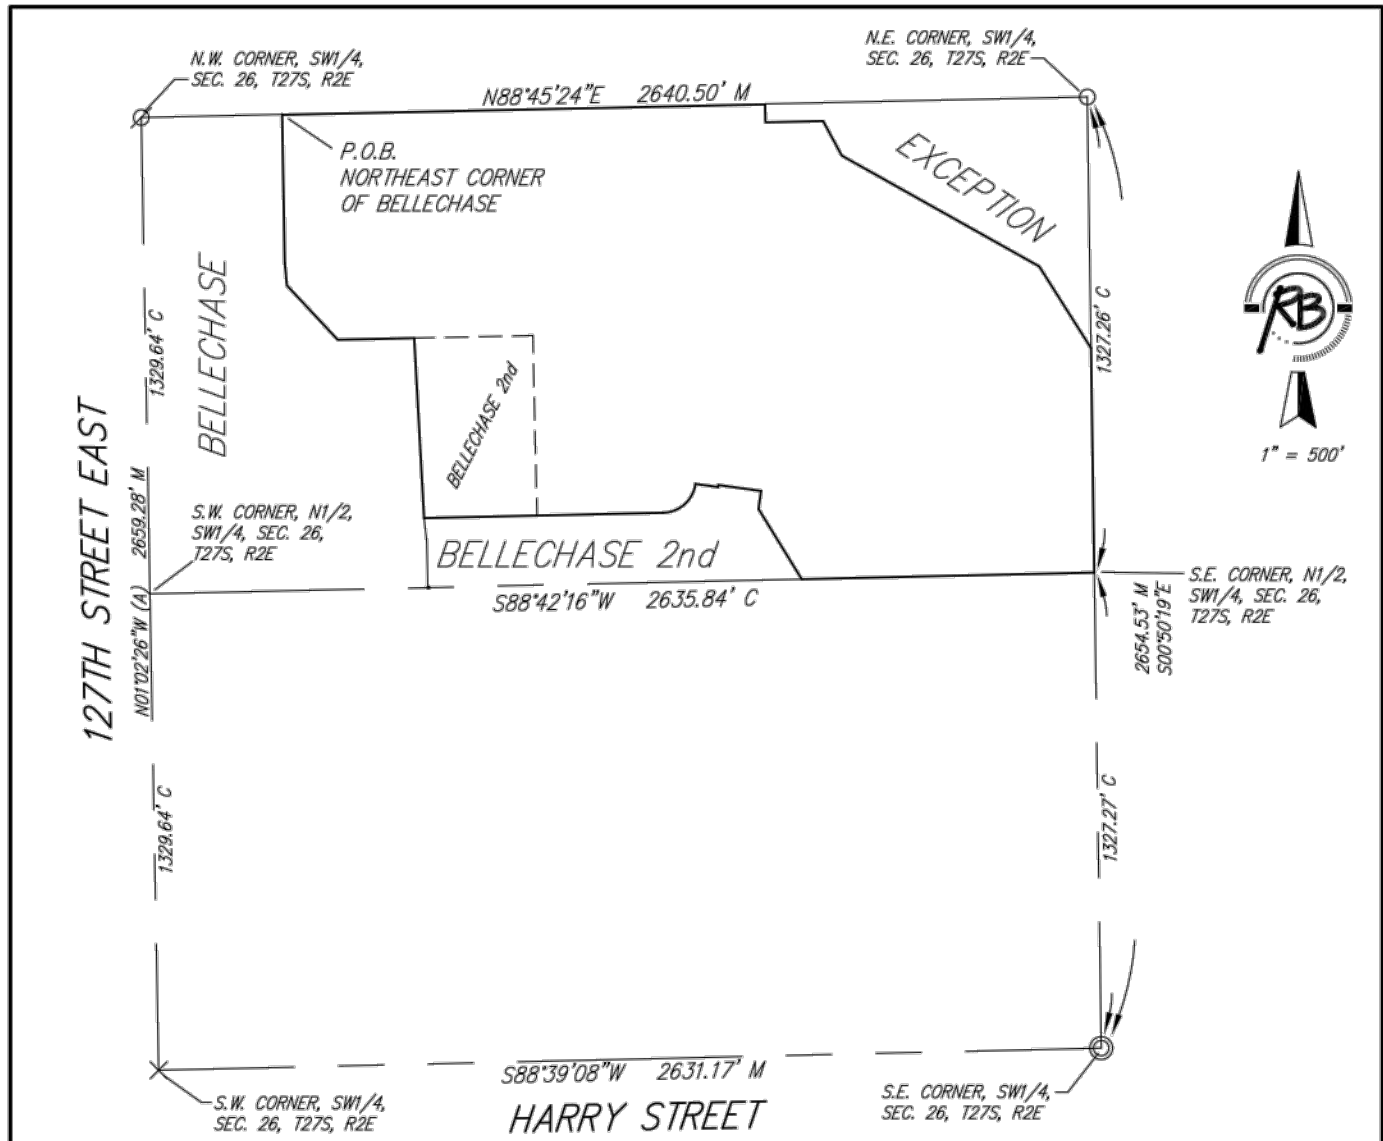 N.W. CORNER, SW1/4,
SEC. 26, T27S, R2E
N.E. CORNER, SW1/4,
SEC. 26, T27S, R2E
N88°45'24"E 2640.50' M
P.O.B.
NORTHEAST CORNER
OF BELLECHASE
EXCEPTION
BELLECHASE
1329.64' C
1327.26' C
RB
1" = 500'
BELLECHASE 2nd
127TH STREET EAST
N01°02'26"W (A) 2659.28' M
S.W. CORNER, N1/2,
SW1/4, SEC. 26,
T27S, R2E
BELLECHASE 2nd
S88°42'16"W 2635.84' C
S.E. CORNER, N1/2,
SW1/4, SEC. 26,
T27S, R2E
2654.53' M
S00°50'19"E
1329.64' C
1327.27' C
S88°39'08"W 2631.17' M
HARRY STREET
S.W. CORNER, SW1/4,
SEC. 26, T27S, R2E
S.E. CORNER, SW1/4,
SEC. 26, T27S, R2E